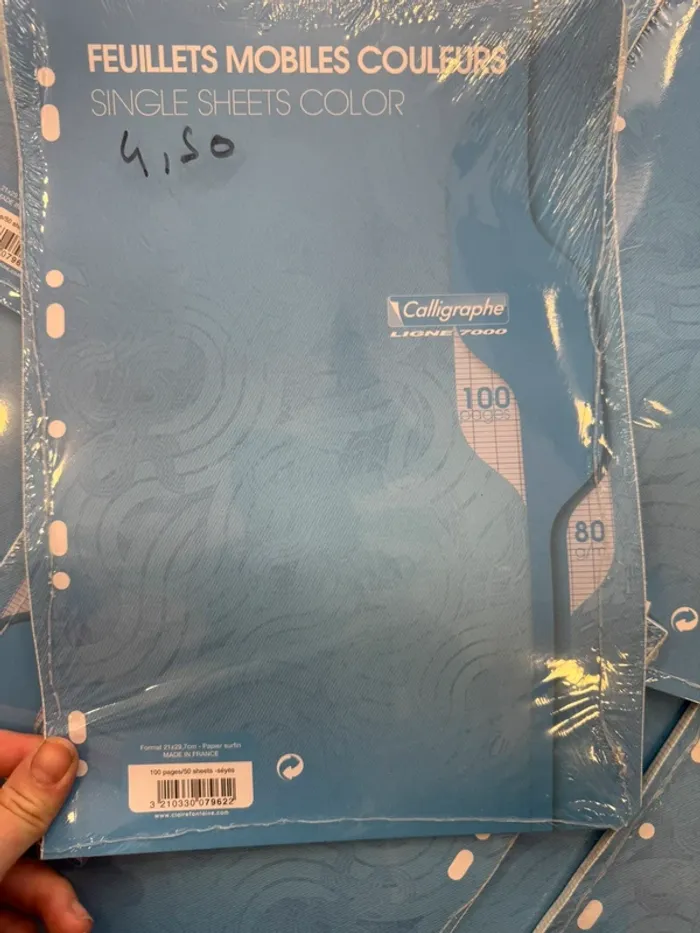 FEUILLETS MOBILES COULEURS
SINGLE SHEETS COLOR
4,50
Calligraphe
LIGNE 7000
100
pages
80
g/m
Format 21x29,7cm - Papier surfin
MADE IN FRANCE
100 pages/50 sheets -séyès
3 210330 079622
www.clairefontaine.com